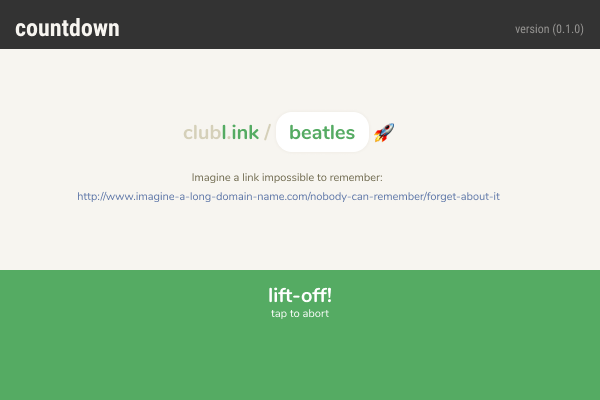 countdown
version (0.1.0)
clubl.ink / beatles 🚀
Imagine a link impossible to remember:
http://www.imagine-a-long-domain-name.com/nobody-can-remember/forget-about-it
lift-off!
tap to abort